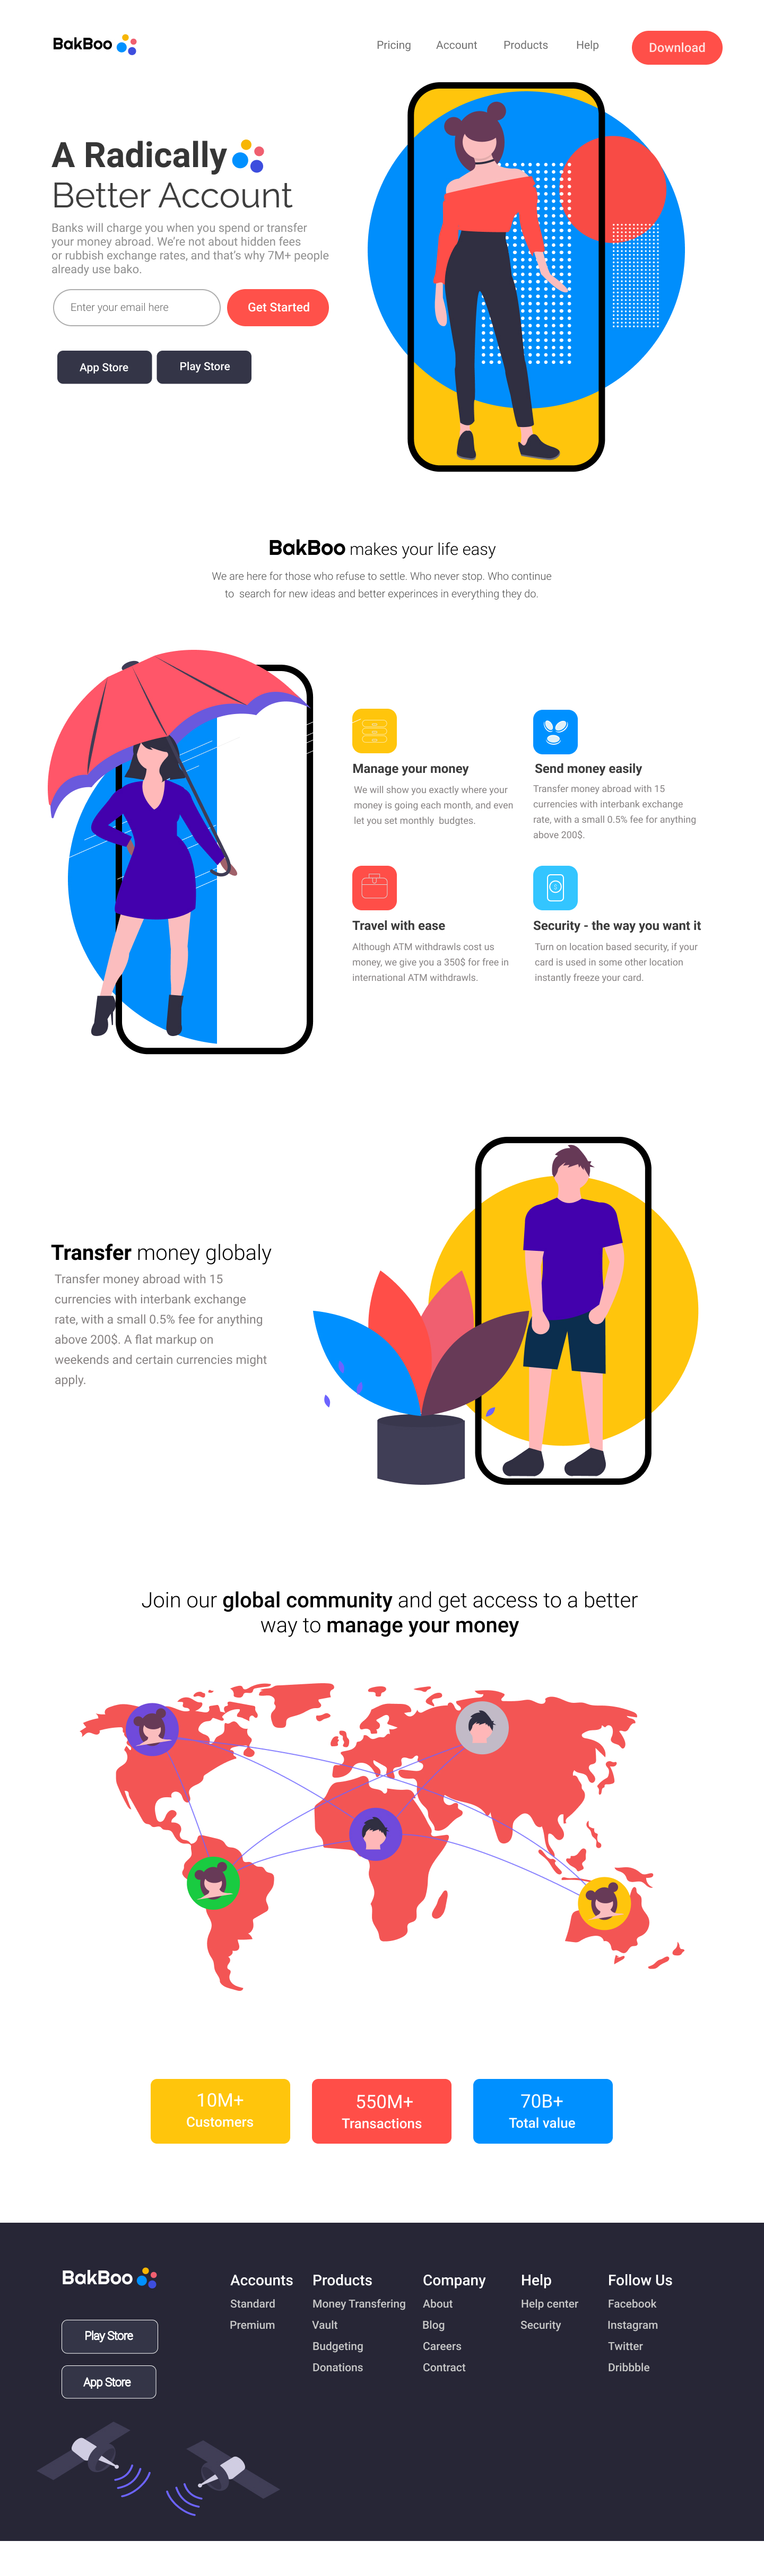 BakBoo
Pricing
Account
Products
Help
Download
A Radically
Better Account
Banks will charge you when you spend or transfer
your money abroad. We're not about hidden fees
or rubbish exchange rates, and that's why 7M+ people
already use bako.
Enter your email here
Get Started
App Store
Play Store
BakBoo makes your life easy
We are here for those who refuse to settle. Who never stop. Who continue
to search for new ideas and better experinces in everything they do.
Manage your money
We will show you exactly where your
money is going each month, and even
let you set monthly budgtes.
Send money easily
Transfer money abroad with 15
currencies with interbank exchange
rate, with a small 0.5% fee for anything
above 200$.
Travel with ease
Although ATM withdrawls cost us
money, we give you a 350$ for free in
international ATM withdrawls.
Security - the way you want it
Turn on location based security, if your
card is used in some other location
instantly freeze your card.
Transfer money globaly
Transfer money abroad with 15
currencies with interbank exchange
rate, with a small 0.5% fee for anything
above 200$. A flat markup on
weekends and certain currencies might
apply.
Join our global community and get access to a better
way to manage your money
10M+
Customers
550M+
Transactions
70B+
Total value
BakBoo
Play Store
App Store
Accounts
Standard
Premium
Products
Money Transfering
Vault
Budgeting
Donations
Company
About
Blog
Careers
Contract
Help
Help center
Security
Follow Us
Facebook
Instagram
Twitter
Dribbble